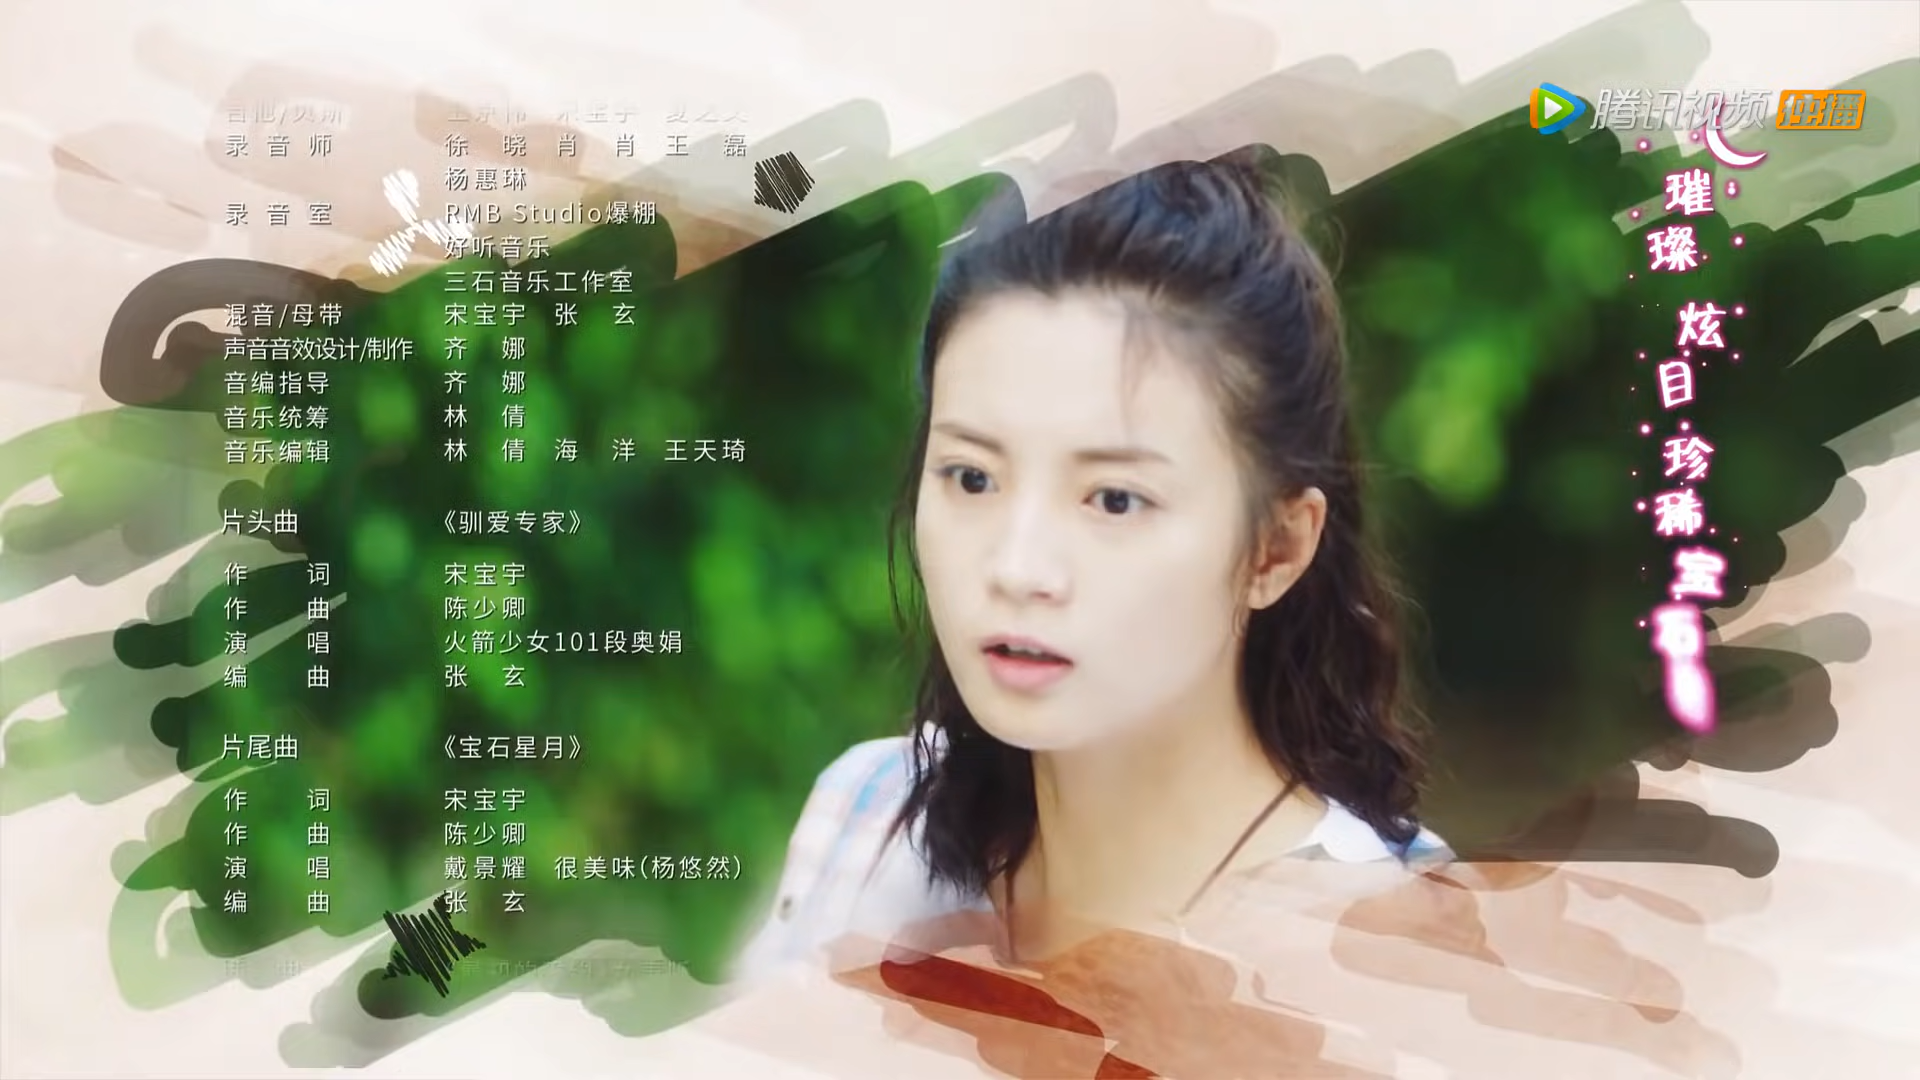 录音师 徐晓 肖肖 王磊
杨惠琳
录音室 RMB Studio爆棚
好听音乐
三石音乐工作室
混音/母带 宋宝宇 张玄
声音音效设计/制作 齐娜
音编指导 齐娜
音乐统筹 林倩
音乐编辑 林倩 海洋 王天琦
片头曲 《驯爱专家》
作词 宋宝宇
作曲 陈少卿
演唱 火箭少女101段奥娟
编曲 张玄
片尾曲 《宝石星月》
作词 宋宝宇
作曲 陈少卿
演唱 戴景耀 很美味(杨悠然)
编曲 张玄
腾讯视频 独播
璀璨 炫目 珍稀 宝石